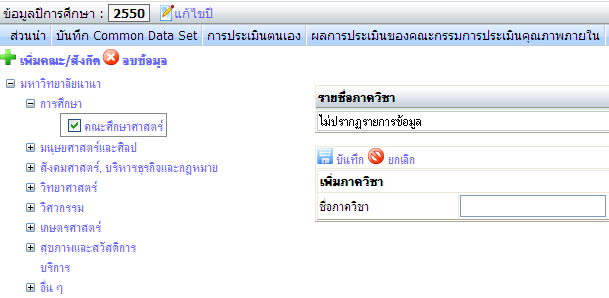 ข้อมูลปีการศึกษา : 2550 แก้ไขปี
ส่วนนำ บันทึก Common Data Set การประเมินตนเอง ผลการประเมินของคณะกรรมการประเมินคุณภาพภายใน
เพิ่มคณะ/สังกัด ลบข้อมูล
มหาวิทยาลัยนานา
การศึกษา
คณะศึกษาศาสตร์
มนุษยศาสตร์และศิลป
สังคมศาสตร์, บริหารธุรกิจและกฎหมาย
วิทยาศาสตร์
วิศวกรรม
เกษตรศาสตร์
สุขภาพและสวัสดิการ
บริการ
อื่น ๆ
รายชื่อภาควิชา
ไม่ปรากฏรายการข้อมูล
บันทึก ยกเลิก
เพิ่มภาควิชา
ชื่อภาควิชา